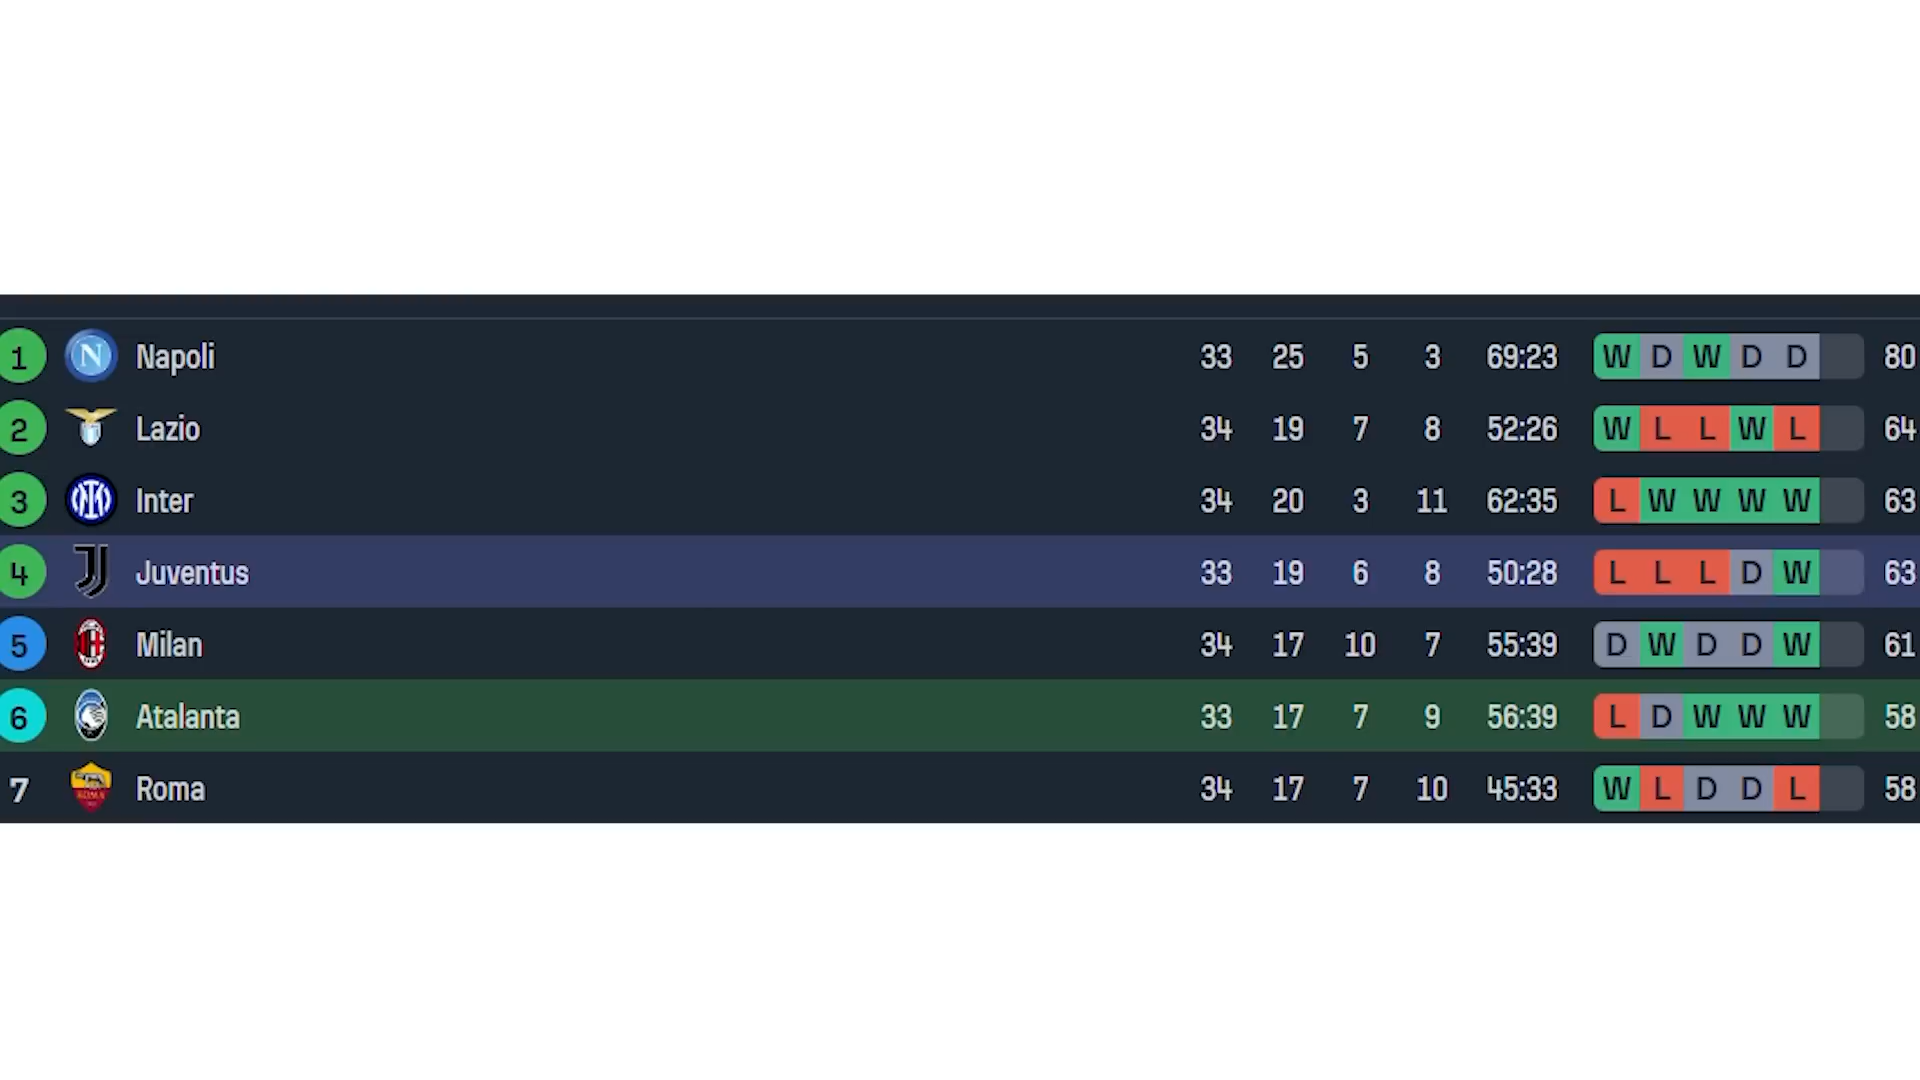 1 Napoli 33 25 5 3 69:23 W D W D D 80
2 Lazio 34 19 7 8 52:26 W L L W L 64
3 Inter 34 20 3 11 62:35 L W W W W 63
4 Juventus 33 19 6 8 50:28 L L L D W 63
5 Milan 34 17 10 7 55:39 D W D D W 61
6 Atalanta 33 17 7 9 56:39 L D W W W 58
7 Roma 34 17 7 10 45:33 W L D D L 58